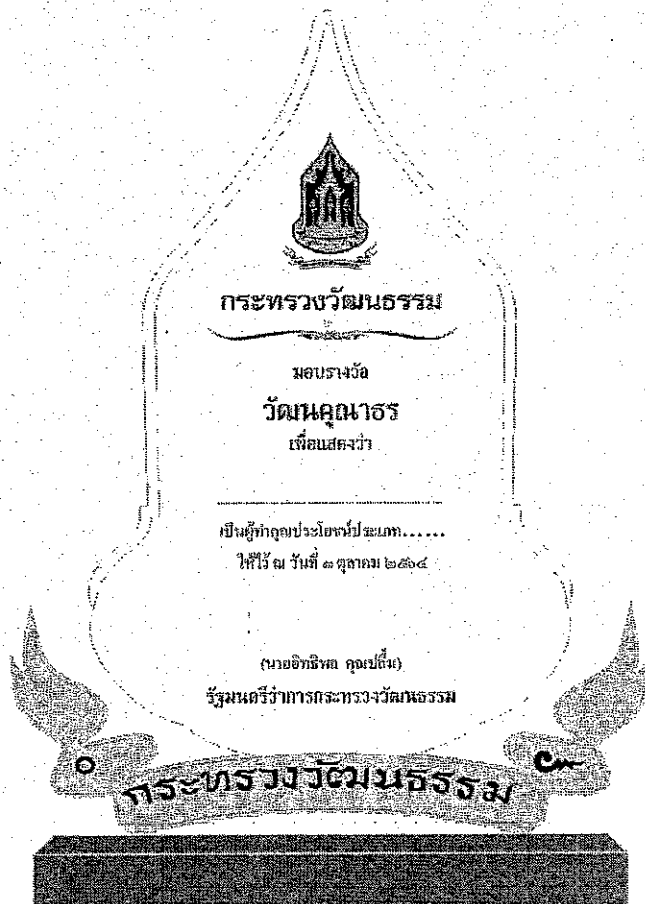 กระทรวงวัฒนธรรม
มอบรางวัล
วัฒนคุณาธร
เพื่อแสดงว่า
เป็นผู้ทำคุณประโยชน์ประเภท......
ให้ไว้ ณ วันที่ ๑ ตุลาคม ๒๕๖๔
(นายอิทธิพล คุณปลื้ม)
รัฐมนตรีว่าการกระทรวงวัฒนธรรม
กระทรวงวัฒนธรรม